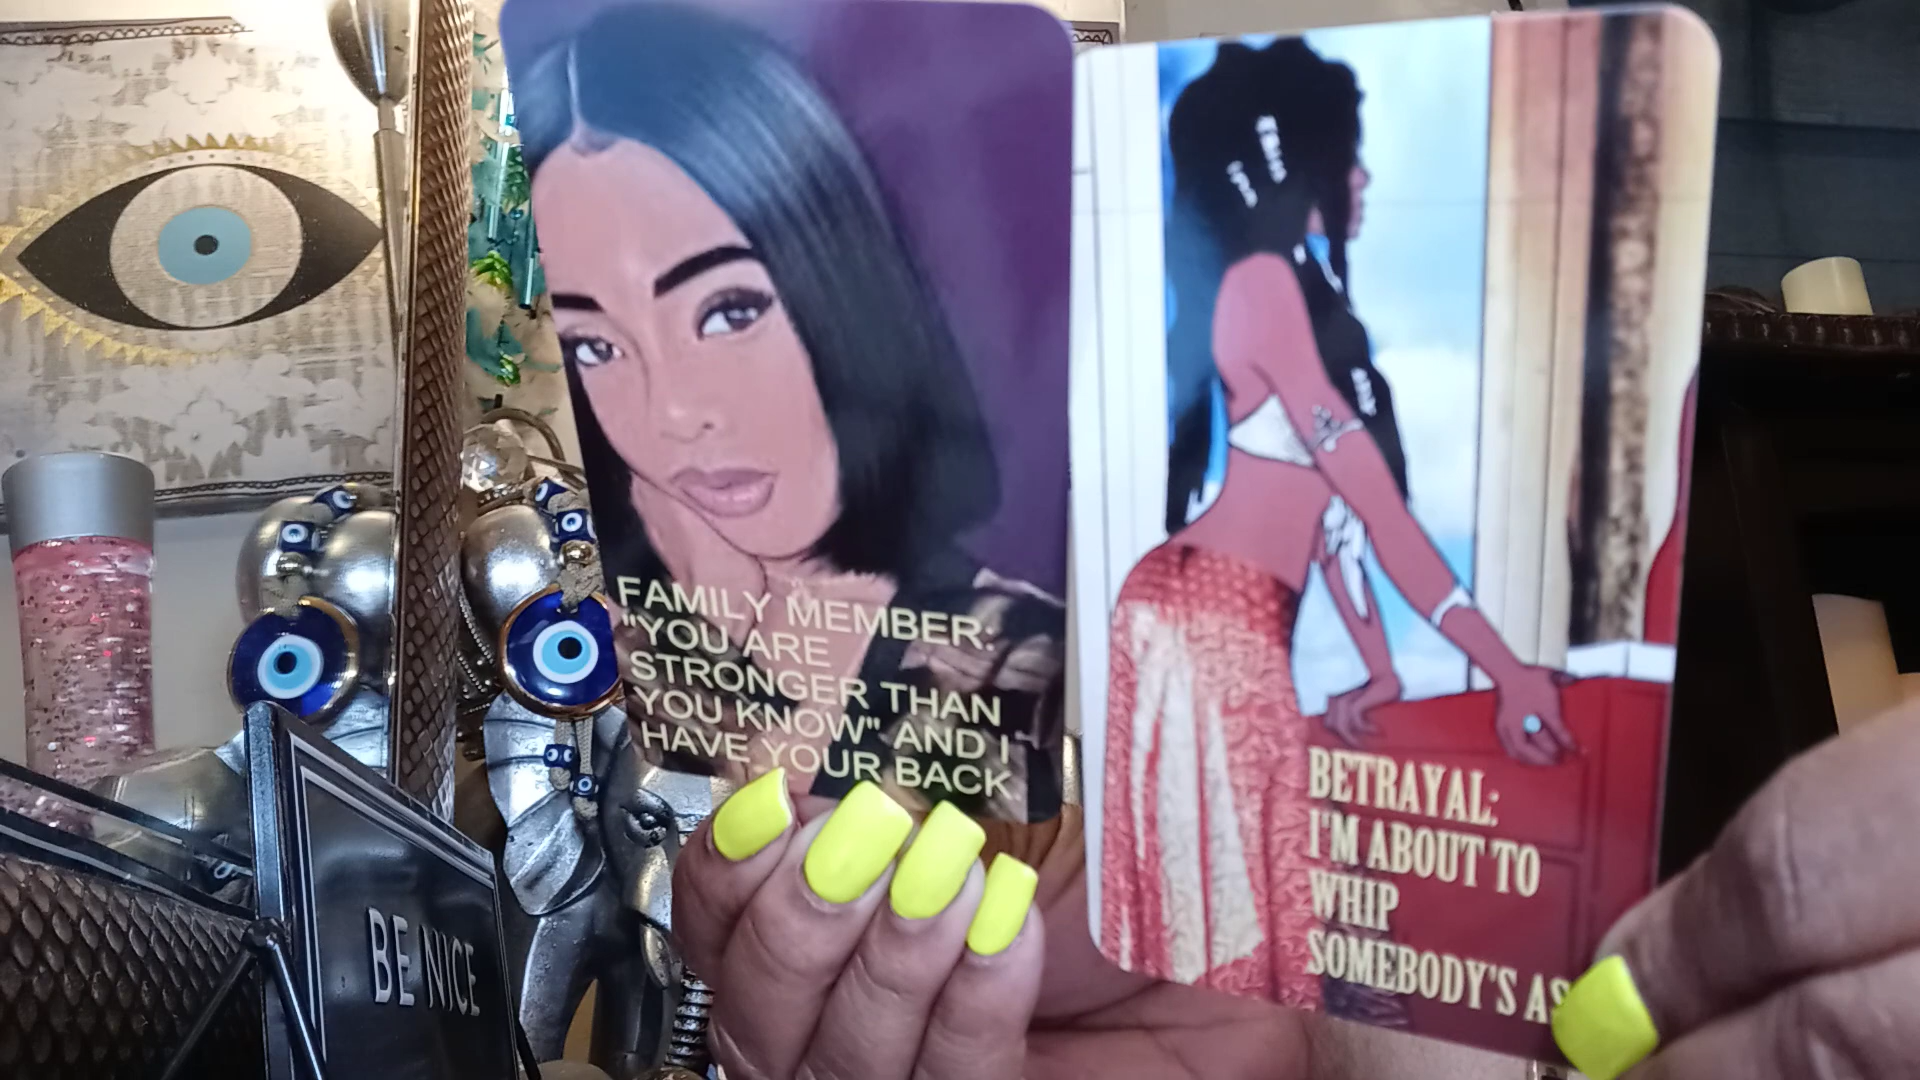 FAMILY MEMBER:
"YOU ARE
STRONGER THAN
YOU KNOW" AND I
HAVE YOUR BACK
BETRAYAL:
I'M ABOUT TO
WHIP
SOMEBODY'S AS
BE NICE